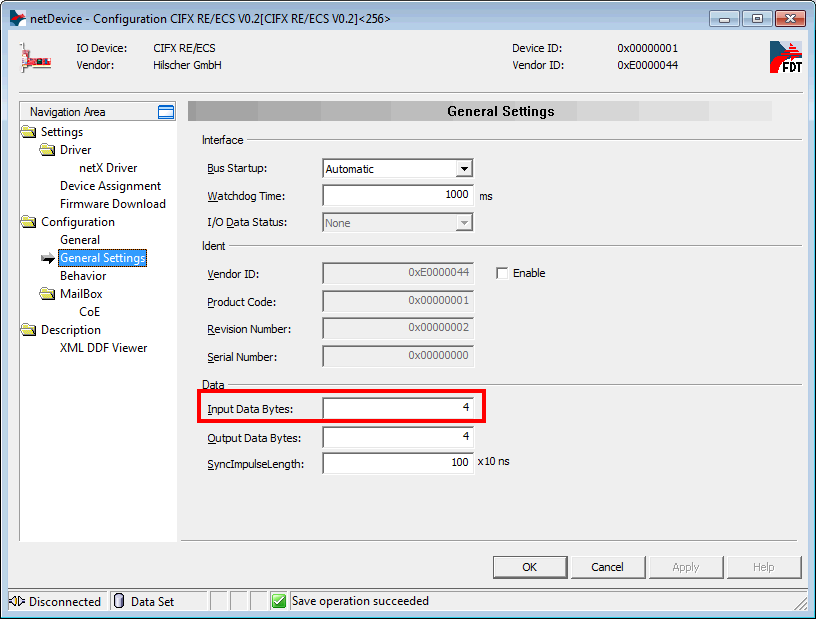 netDevice - Configuration CIFX RE/ECS V0.2[CIFX RE/ECS V0.2]<256>
IO Device: CIFX RE/ECS Device ID: 0x00000001
Vendor: Hilscher GmbH Vendor ID: 0xE0000044
FDT
Navigation Area
Settings
Driver
netX Driver
Device Assignment
Firmware Download
Configuration
General
General Settings
Behavior
MailBox
CoE
Description
XML DDF Viewer
General Settings
Interface
Bus Startup: Automatic
Watchdog Time: 1000 ms
I/O Data Status: None
Ident
Vendor ID: 0xE0000044 Enable
Product Code: 0x00000001
Revision Number: 0x00000002
Serial Number: 0x00000000
Data
Input Data Bytes: 4
Output Data Bytes: 4
SyncImpulseLength: 100 x10 ns
OK Cancel Apply Help
Disconnected Data Set Save operation succeeded